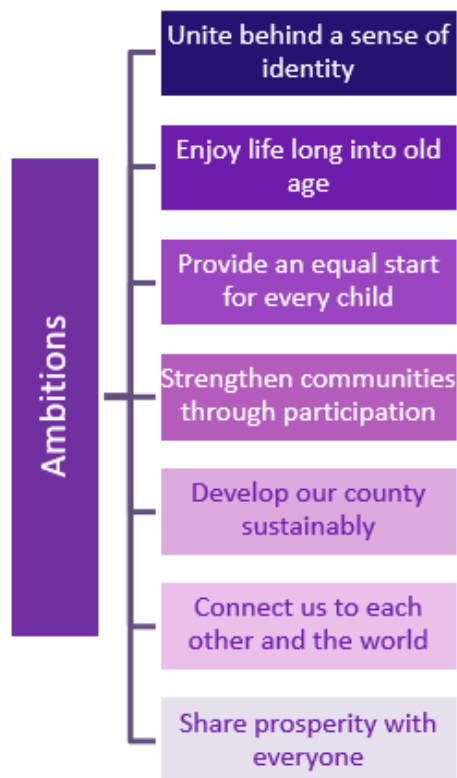 Ambitions
Unite behind a sense of
identity
Enjoy life long into old
age
Provide an equal start
for every child
Strengthen communities
through participation
Develop our county
sustainably
Connect us to each
other and the world
Share prosperity with
everyone